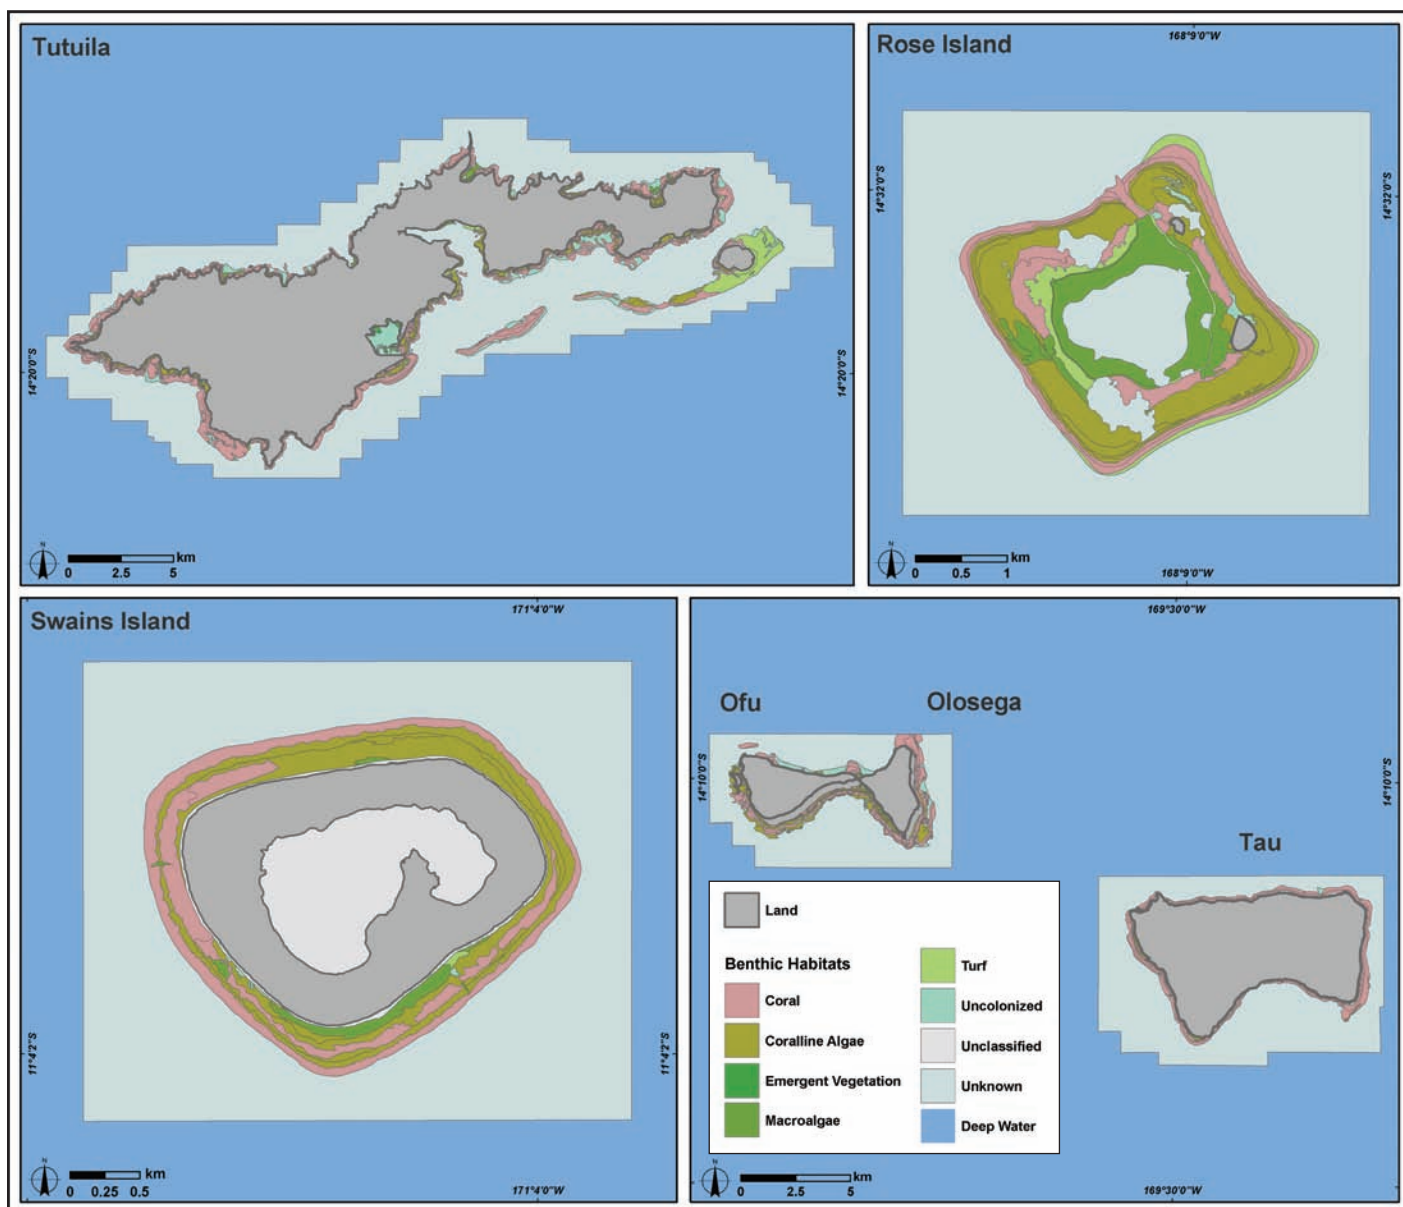 Tutuila
14°20'0"S
14°20'0"S
N
km
0 2.5 5
Rose Island
168°9'0"W
14°32'0"S
14°32'0"S
N
km
0 0.5 1
168°9'0"W
Swains Island
171°4'0"W
11°4'2"S
11°4'2"S
N
km
0 0.25 0.5
171°4'0"W
169°30'0"W
Ofu
Olosega
14°10'0"S
14°10'0"S
Tau
Land
Benthic Habitats
Coral
Coralline Algae
Emergent Vegetation
Macroalgae
Turf
Uncolonized
Unclassified
Unknown
Deep Water
N
km
0 2.5 5
169°30'0"W